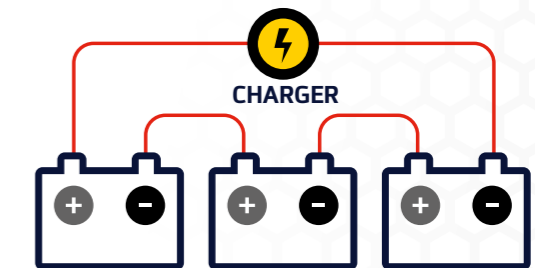 CHARGER
+ - + - + -